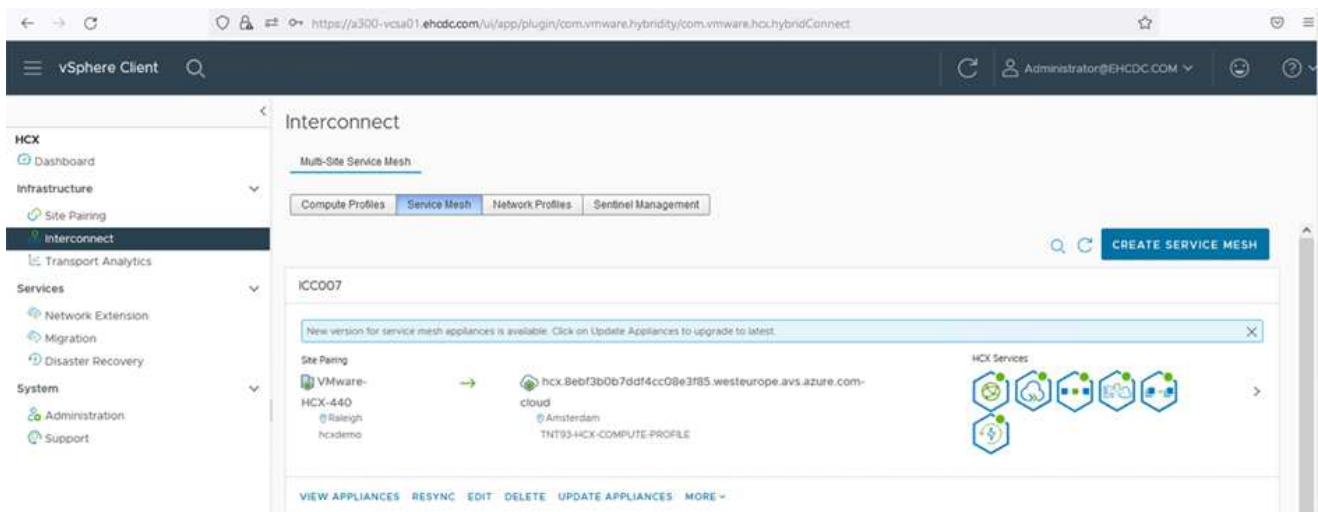 https://a300-vcsa01.ehcdc.com/ui/app/plugin/com.vmware.hybridity/com.vmware.hcx.hybridConnect
vSphere Client
Administrator@EHCDC.COM
HCX
Dashboard
Infrastructure
Site Pairing
Interconnect
Transport Analytics
Services
Network Extension
Migration
Disaster Recovery
System
Administration
Support
Interconnect
Multi-Site Service Mesh
Compute Profiles Service Mesh Network Profiles Sentinel Management
CREATE SERVICE MESH
ICC007
New version for service mesh appliances is available. Click on Update Appliances to upgrade to latest.
Site Pairing
VMware-
HCX-440
Raleigh
hcxdemo
hcx.8ebf3b0b7ddf4cc08e3f85.westeurope.avs.azure.com-
cloud
Amsterdam
TNT93-HCX-COMPUTE-PROFILE
HCX Services
VIEW APPLIANCES RESYNC EDIT DELETE UPDATE APPLIANCES MORE